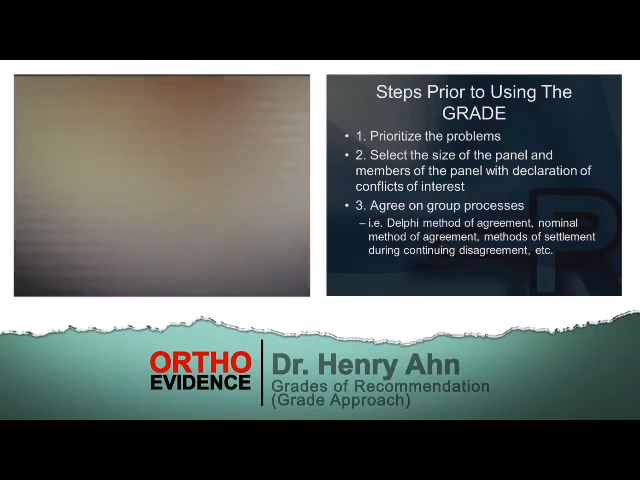 Steps Prior to Using The
GRADE
• 1. Prioritize the problems
• 2. Select the size of the panel and
members of the panel with declaration of
conflicts of interest
• 3. Agree on group processes
– i.e. Delphi method of agreement, nominal
method of agreement, methods of settlement
during continuing disagreement, etc.
ORTHO
EVIDENCE
Dr. Henry Ahn
Grades of Recommendation
(Grade Approach)